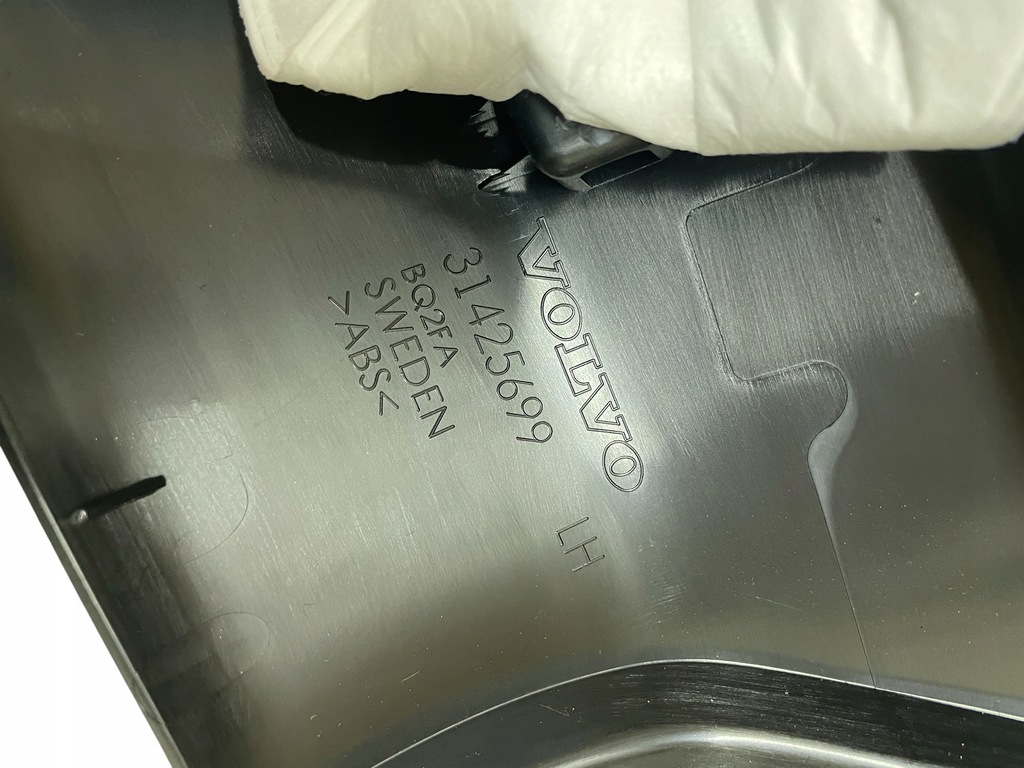 VOLVO
31425699
LH
BQ2FA
SWEDEN
>ABS<